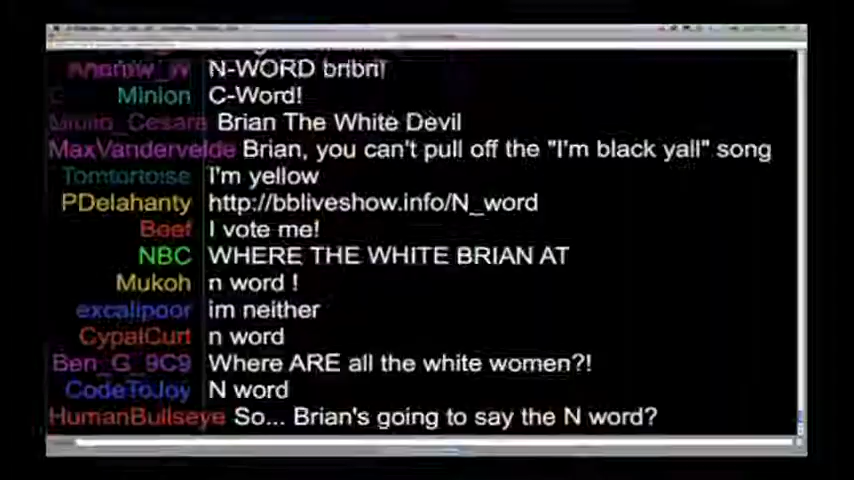 N-WORD bribri
Minion C-Word!
Brian The White Devil
MaxVandervelde Brian, you can't pull off the "I'm black yall" song
Tomtortoise I'm yellow
PDelahanty http://bbliveshow.info/N_word
Beef I vote me!
NBC WHERE THE WHITE BRIAN AT
Mukoh n word !
excalipoor im neither
CypalCurt n word
Ben_G_9C9 Where ARE all the white women?!
CodeToJoy N word
HumanBullseye So... Brian's going to say the N word?